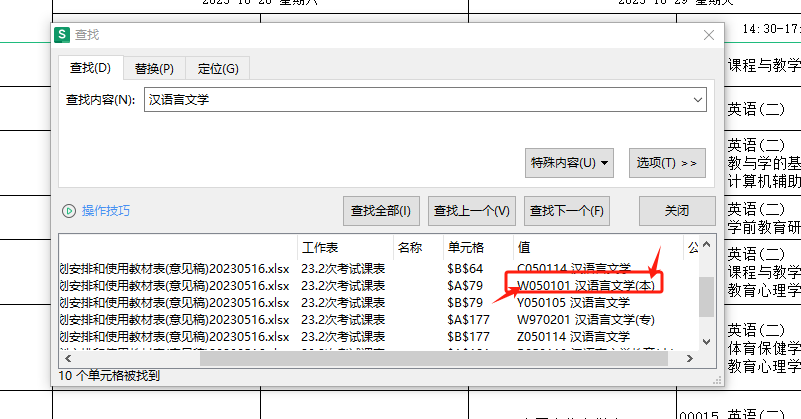 2023-10-28 星期六
2023-10-29 星期天
14:30-17:
S 查找
查找(D) 替换(P) 定位(G)
查找内容(N): 汉语言文学
特殊内容(U) 选项(T) >>
操作技巧 查找全部(I) 查找上一个(V) 查找下一个(F) 关闭
工作表 名称 单元格 值 公
划安排和使用教材表(意见稿)20230516.xlsx 23.2次考试课表 $B$64 C050114 汉语言文学
划安排和使用教材表(意见稿)20230516.xlsx 23.2次考试课表 $A$79 W050101 汉语言文学(本)
划安排和使用教材表(意见稿)20230516.xlsx 23.2次考试课表 $B$79 Y050105 汉语言文学
划安排和使用教材表(意见稿)20230516.xlsx 23.2次考试课表 $A$177 W970201 汉语言文学(专)
划安排和使用教材表(意见稿)20230516.xlsx 23.2次考试课表 $B$177 Z050114 汉语言文学
10 个单元格被找到
课程与教学
英语(二)
英语(二)
教与学的基
计算机辅助
英语(二)
学前教育研
英语(二)
课程与教学
教育心理学
英语(二)
体育保健学
教育心理学
00015 英语(二)